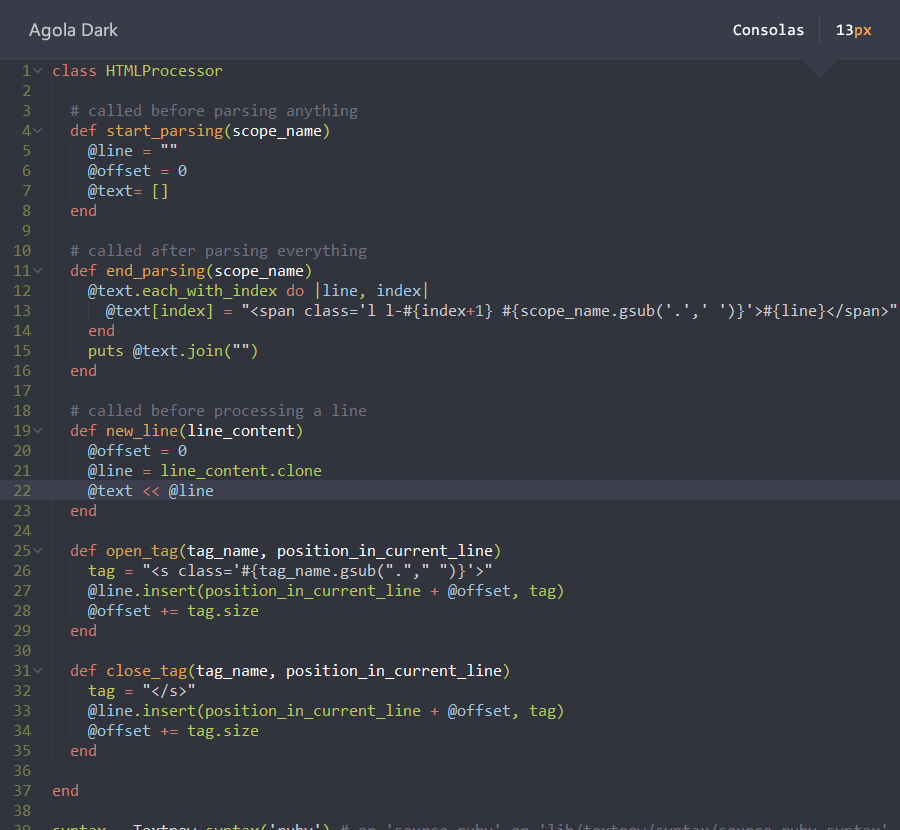 Agola Dark
Consolas 13px
1 class HTMLProcessor
2
3 # called before parsing anything
4 def start_parsing(scope_name)
5 @line = ""
6 @offset = 0
7 @text= []
8 end
9
10 # called after parsing everything
11 def end_parsing(scope_name)
12 @text.each_with_index do |line, index|
13 @text[index] = "<span class='l l-#{index+1} #{scope_name.gsub('.',' ')}'>#{line}</span>"
14 end
15 puts @text.join("")
16 end
17
18 # called before processing a line
19 def new_line(line_content)
20 @offset = 0
21 @line = line_content.clone
22 @text << @line
23 end
24
25 def open_tag(tag_name, position_in_current_line)
26 tag = "<s class='#{tag_name.gsub("."," ")}'>"
27 @line.insert(position_in_current_line + @offset, tag)
28 @offset += tag.size
29 end
30
31 def close_tag(tag_name, position_in_current_line)
32 tag = "</s>"
33 @line.insert(position_in_current_line + @offset, tag)
34 @offset += tag.size
35 end
36
37 end
38